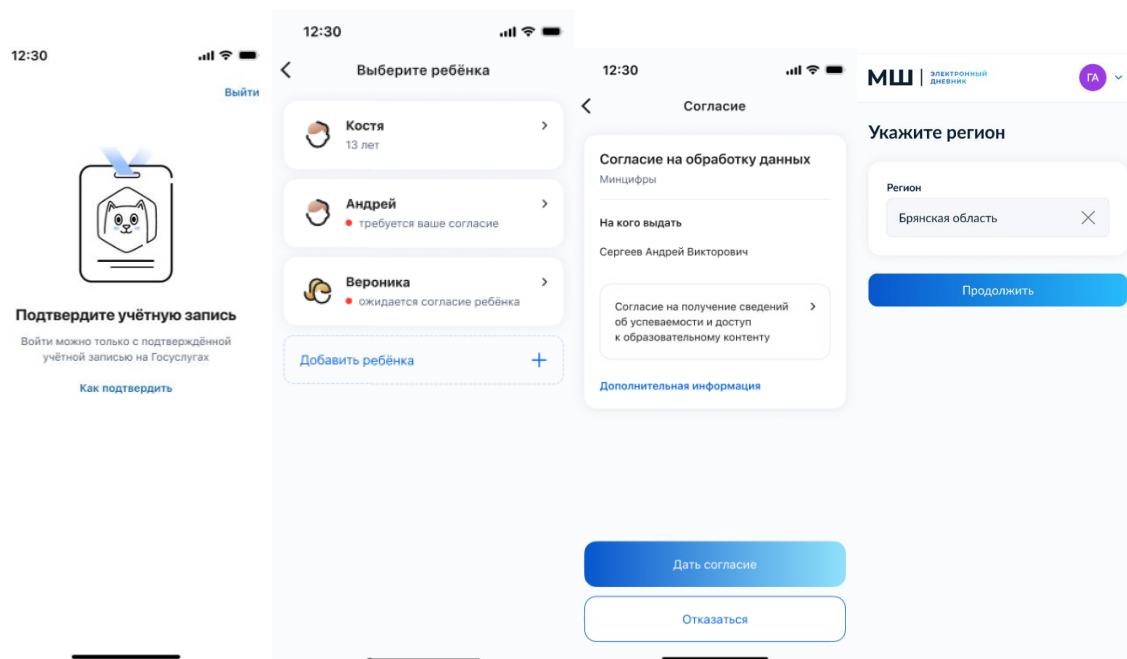 12:30
Выйти
Подтвердите учётную запись
Войти можно только с подтверждённой
учётной записью на Госуслугах
Как подтвердить
12:30
Выберите ребёнка
Костя
13 лет
Андрей
требуется ваше согласие
Вероника
ожидается согласие ребёнка
Добавить ребёнка
12:30
Согласие
Согласие на обработку данных
Минцифры
На кого выдать
Сергеев Андрей Викторович
Согласие на получение сведений
об успеваемости и доступ
к образовательному контенту
Дополнительная информация
Дать согласие
Отказаться
МШ
ЭЛЕКТРОННЫЙ
ДНЕВНИК
ГА
Укажите регион
Регион
Брянская область
Продолжить